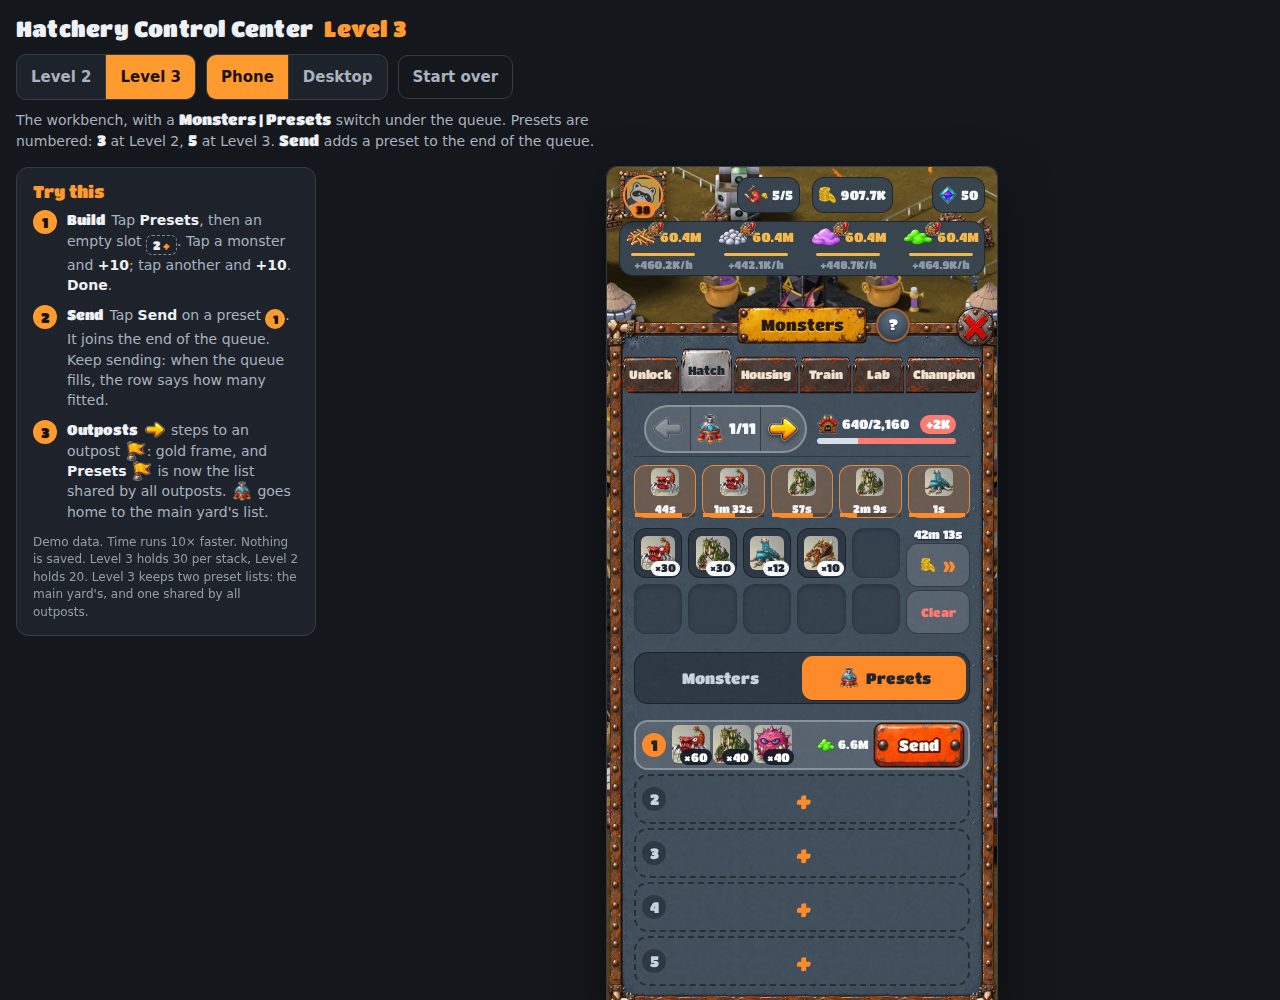 Hatchery Control Center Level 3
Level 2 Level 3 Phone Desktop Start over
The workbench, with a Monsters | Presets switch under the queue. Presets are
numbered: 3 at Level 2, 5 at Level 3. Send adds a preset to the end of the queue.
Try this
1 Build Tap Presets, then an
empty slot 2 +. Tap a monster
and +10; tap another and +10.
Done.
2 Send Tap Send on a preset 1.
It joins the end of the queue.
Keep sending: when the queue
fills, the row says how many
fitted.
3 Outposts steps to an
outpost : gold frame, and
Presets is now the list
shared by all outposts. goes
home to the main yard's list.
Demo data. Time runs 10× faster. Nothing
is saved. Level 3 holds 30 per stack, Level 2
holds 20. Level 3 keeps two preset lists: the
main yard's, and one shared by all
outposts.
30 5/5 907.7K 50
60.4M 60.4M 60.4M 60.4M
+460.2K/h +442.1K/h +448.7K/h +464.9K/h
Monsters ?
Unlock Hatch Housing Train Lab Champion
1/11 640/2,160 +2K
44s 1m 32s 57s 2m 9s 1s
×30 ×30 ×12 ×10 42m 13s
Clear
Monsters Presets
1 ×60 ×40 ×40 6.6M Send
2 +
3 +
4 +
5 +